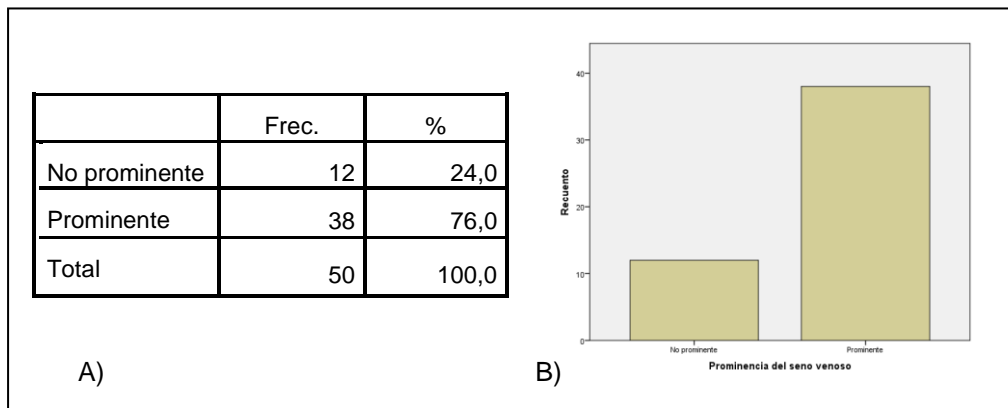 Frec. %
No prominente 12 24,0
Prominente 38 76,0
Total 50 100,0
A)
40
30
20
10
0
Recuento
No prominente Prominente
Prominencia del seno venoso
B)